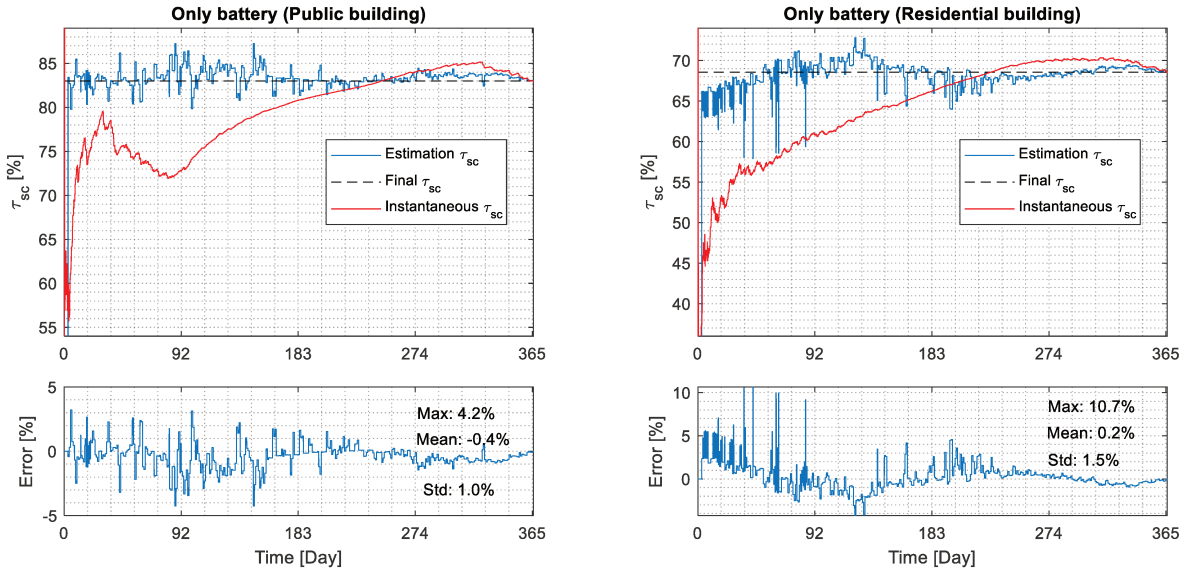 Only battery (Public building)
85
80
75
70
65
60
55
τsc [%]
Estimation τsc
Final τsc
Instantaneous τsc
0 92 183 274 365
5
0
-5
Error [%]
Max: 4.2%
Mean: -0.4%
Std: 1.0%
0 92 183 274 365
Time [Day]
Only battery (Residential building)
70
65
60
55
50
45
40
τsc [%]
Estimation τsc
Final τsc
Instantaneous τsc
0 92 183 274 365
10
5
0
Error [%]
Max: 10.7%
Mean: 0.2%
Std: 1.5%
0 92 183 274 365
Time [Day]